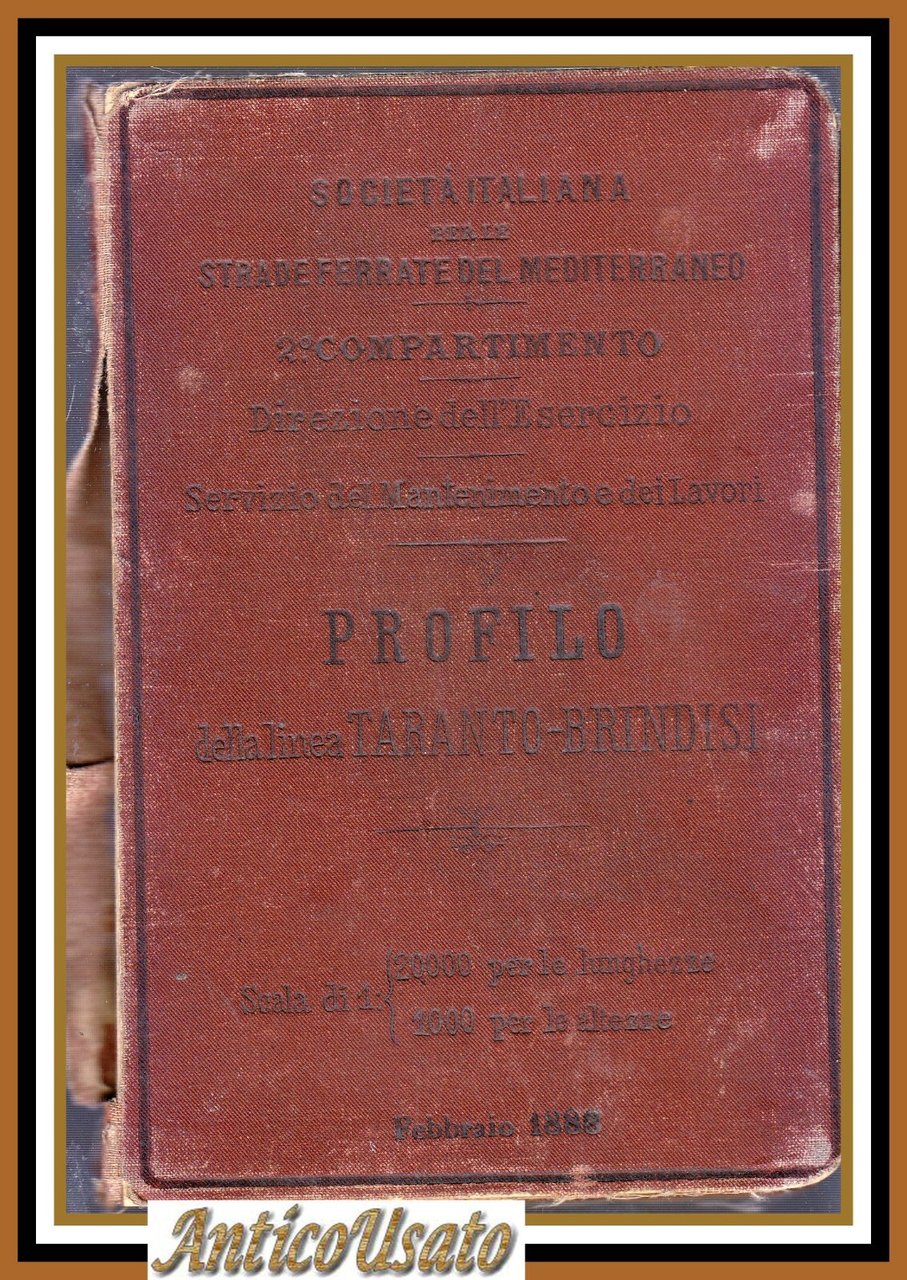 SOCIETÀ ITALIANA
PER LE
STRADE FERRATE DEL MEDITERRANEO
2º COMPARTIMENTO
Direzione dell'Esercizio
Servizio del Mantenimento e dei Lavori
PROFILO
della linea TARANTO-BRINDISI
Scala di 1: { 20000 per le lunghezze
1000 per le altezze
Febbraio 1888
AnticoUsato